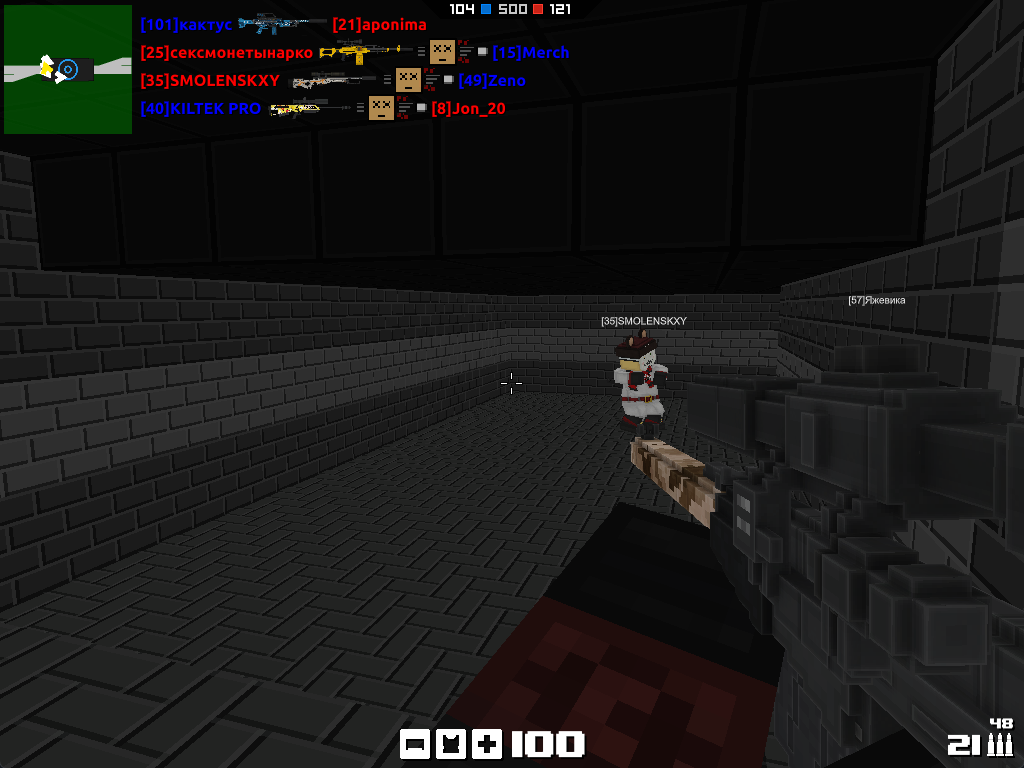 104 500 121
[101]кактус [21]aponima
[25]сексмонетынарко [15]Merch
[35]SMOLENSKXY [49]Zeno
[40]KILTEK PRO [8]Jon_20
[57]Яжевика
[35]SMOLENSKXY
100
48
21